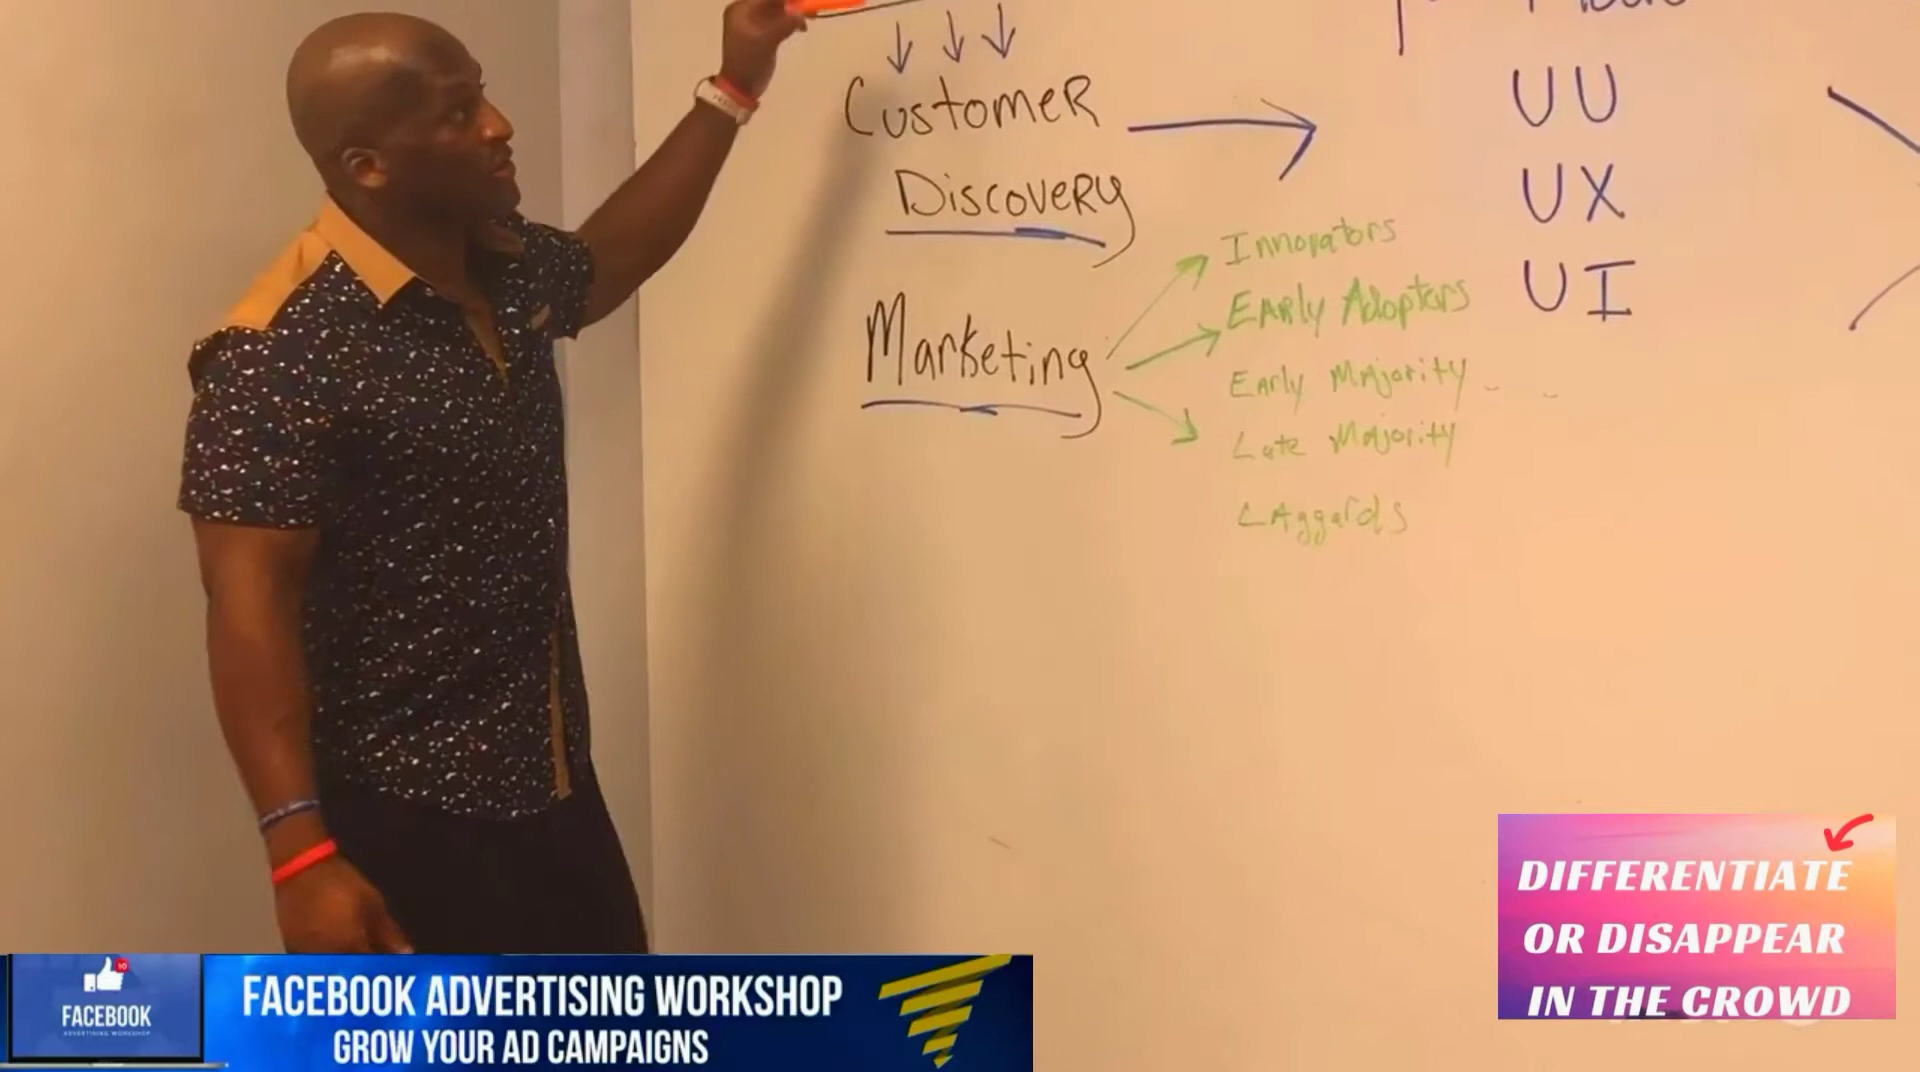 Customer
Discovery
Marketing
Innovators
EARly Adopters
EArly Majority
Late Majority
LAggards
UU
UX
UI
10
FACEBOOK
ADVERTISING WORKSHOP
FACEBOOK ADVERTISING WORKSHOP
GROW YOUR AD CAMPAIGNS
DIFFERENTIATE
OR DISAPPEAR
IN THE CROWD